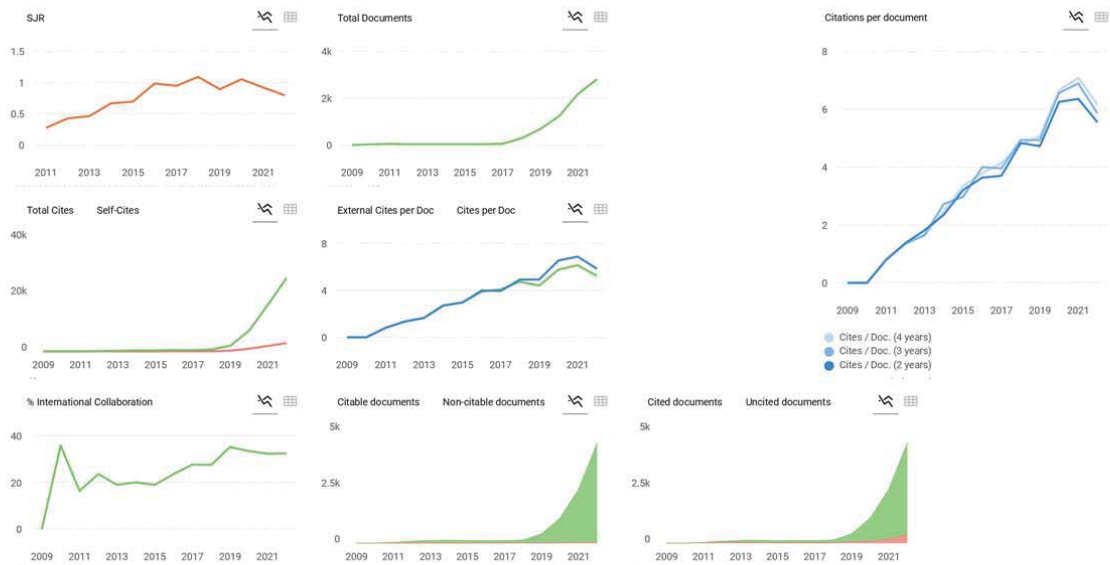 SJR
1.5
1
0.5
0
2011 2013 2015 2017 2019 2021
Total Documents
4k
2k
0
2009 2011 2013 2015 2017 2019 2021
Citations per document
8
6
4
2
0
2009 2011 2013 2015 2017 2019 2021
Cites / Doc. (4 years)
Cites / Doc. (3 years)
Cites / Doc. (2 years)
Total Cites Self-Cites
40k
20k
0
2009 2011 2013 2015 2017 2019 2021
External Cites per Doc Cites per Doc
8
4
0
2009 2011 2013 2015 2017 2019 2021
% International Collaboration
40
20
0
2009 2011 2013 2015 2017 2019 2021
Citable documents Non-citable documents
5k
2.5k
0
2009 2011 2013 2015 2017 2019 2021
Cited documents Uncited documents
5k
2.5k
0
2009 2011 2013 2015 2017 2019 2021